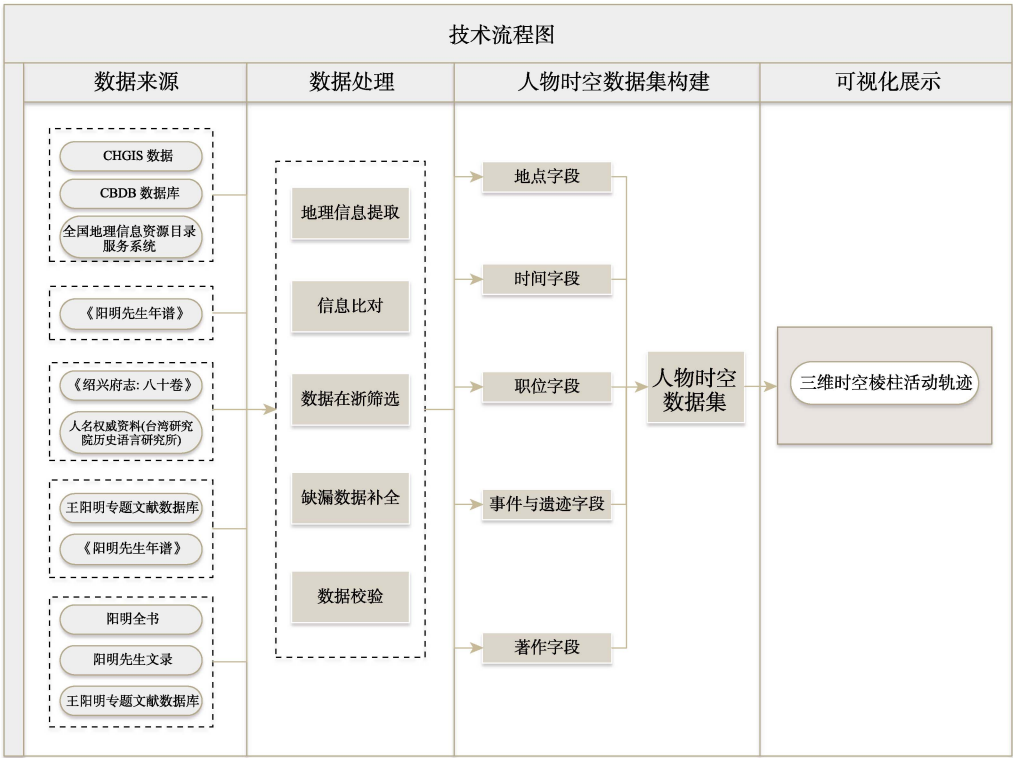 技术流程图
数据来源
数据处理
人物时空数据集构建
可视化展示
CHGIS 数据
CBDB 数据库
全国地理信息资源目录
服务系统
《阳明先生年谱》
《绍兴府志: 八十卷》
人名权威资料(台湾研究
院历史语言研究所)
王阳明专题文献数据库
《阳明先生年谱》
阳明全书
阳明先生文录
王阳明专题文献数据库
地理信息提取
信息比对
数据在浙筛选
缺漏数据补全
数据校验
地点字段
时间字段
职位字段
事件与遗迹字段
著作字段
人物时空
数据集
三维时空棱柱活动轨迹